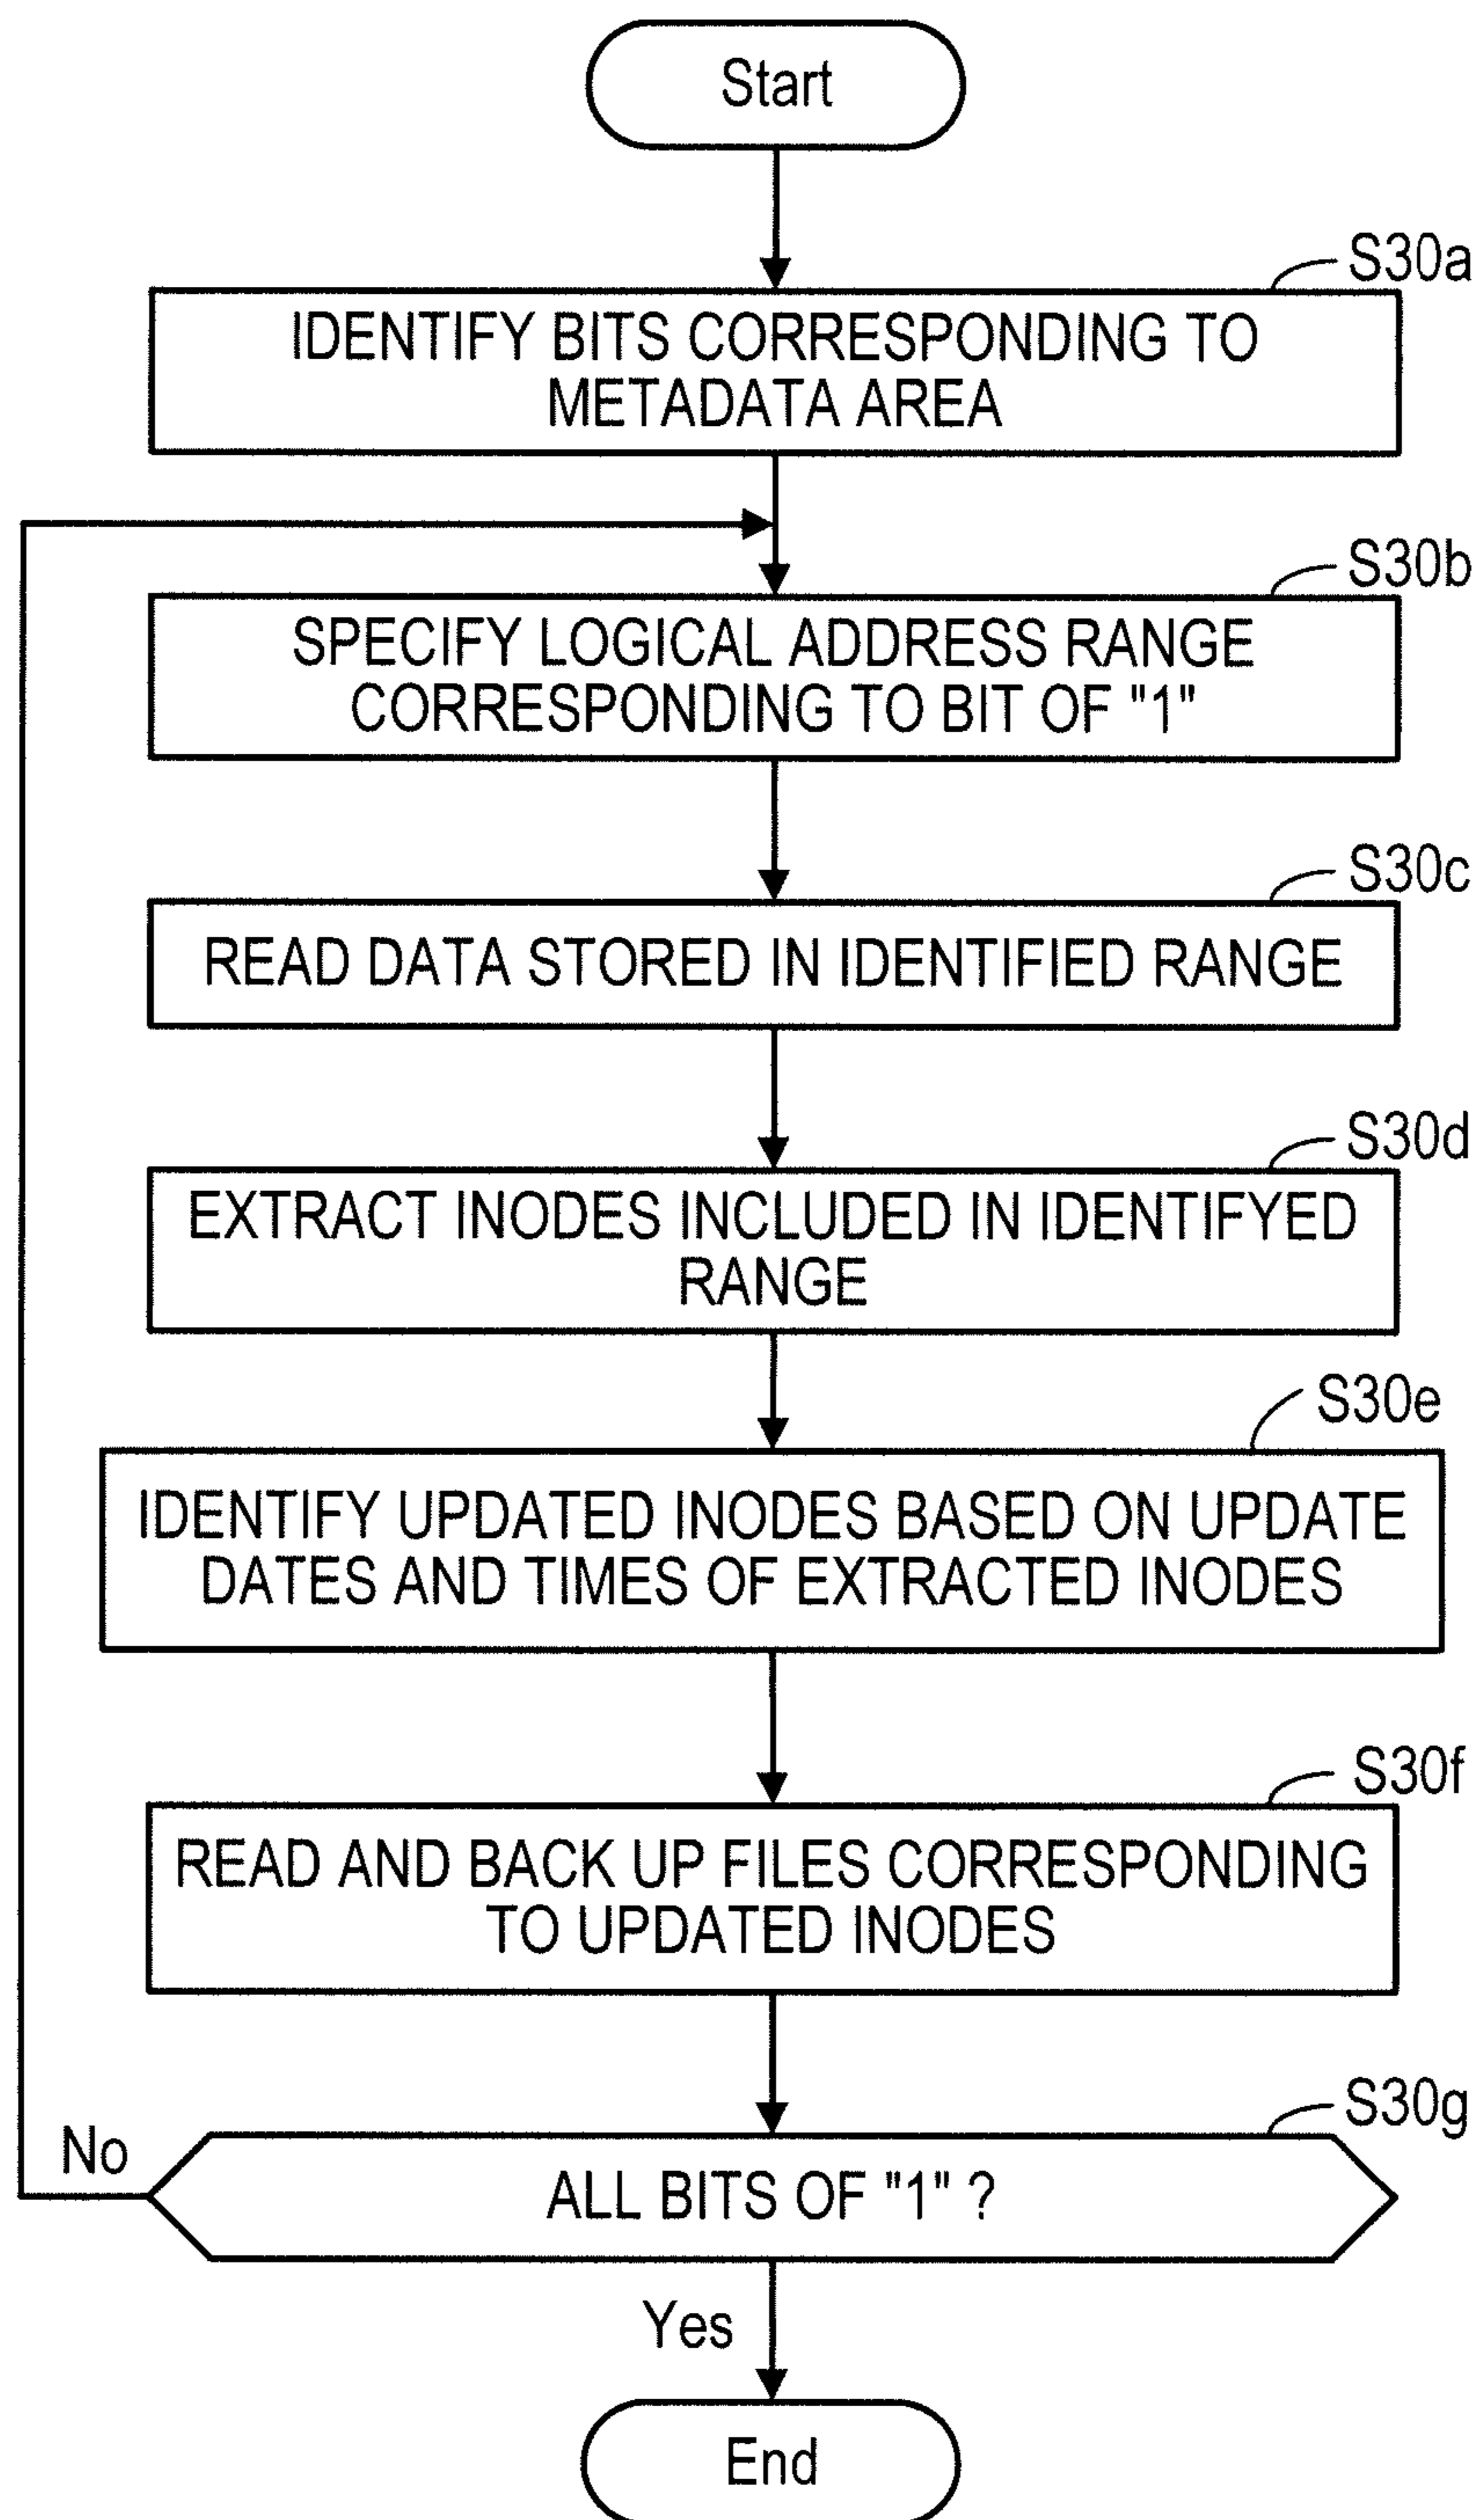 Start
S30a
IDENTIFY BITS CORRESPONDING TO
METADATA AREA
S30b
SPECIFY LOGICAL ADDRESS RANGE
CORRESPONDING TO BIT OF "1"
S30c
READ DATA STORED IN IDENTIFIED RANGE
S30d
EXTRACT INODES INCLUDED IN IDENTIFYED
RANGE
S30e
IDENTIFY UPDATED INODES BASED ON UPDATE
DATES AND TIMES OF EXTRACTED INODES
S30f
READ AND BACK UP FILES CORRESPONDING
TO UPDATED INODES
S30g
No
ALL BITS OF "1" ?
Yes
End